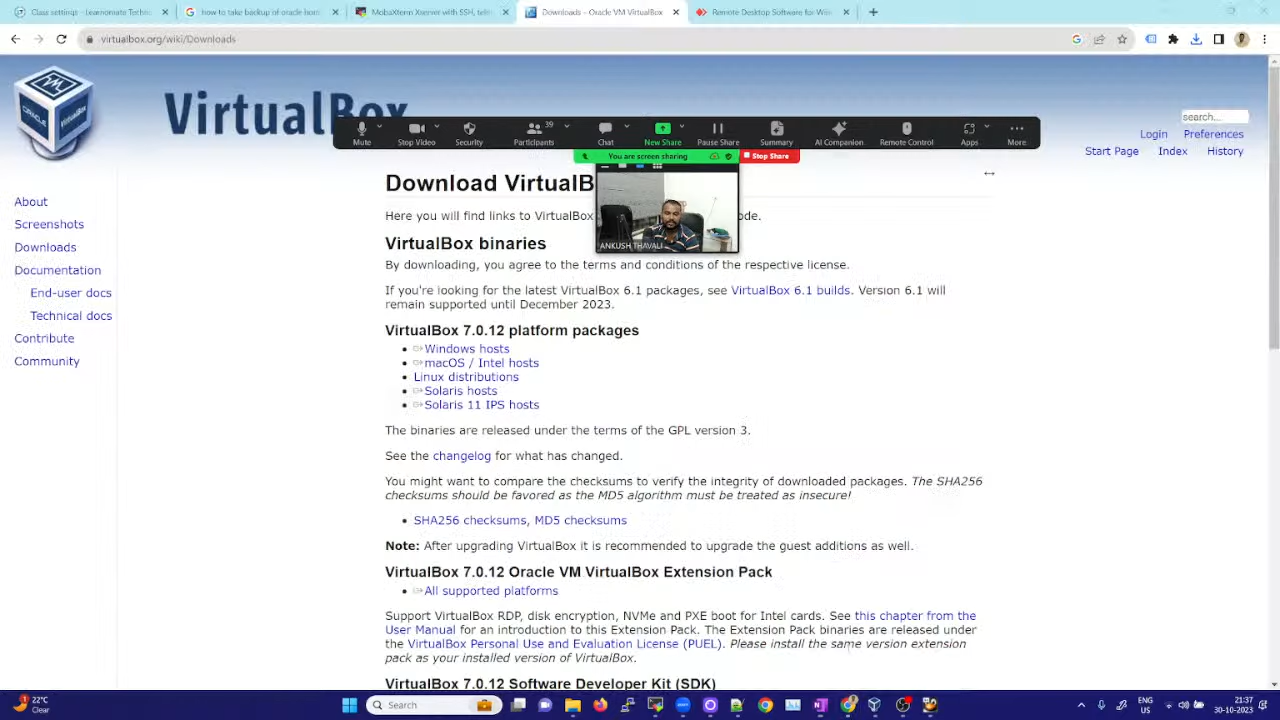 Class settings - Learnomate Techno
how to take backup of oracle hom
MobaXterm Xserver with SSH, telne
Downloads – Oracle VM VirtualBox
Remote Desktop Software for Win
virtualbox.org/wiki/Downloads
VirtualBox
ORACLE
VirtualBox
search...
Login
Preferences
Start Page
Index
History
Mute
Stop Video
Security
39
Participants
Chat
New Share
Pause Share
Summary
AI Companion
Remote Control
Apps
More
You are screen sharing
Stop Share
ANKUSH THAVALI
About
Screenshots
Downloads
Documentation
End-user docs
Technical docs
Contribute
Community
Download VirtualB
Here you will find links to VirtualBox ode.
VirtualBox binaries
By downloading, you agree to the terms and conditions of the respective license.
If you're looking for the latest VirtualBox 6.1 packages, see VirtualBox 6.1 builds. Version 6.1 will
remain supported until December 2023.
VirtualBox 7.0.12 platform packages
Windows hosts
macOS / Intel hosts
Linux distributions
Solaris hosts
Solaris 11 IPS hosts
The binaries are released under the terms of the GPL version 3.
See the changelog for what has changed.
You might want to compare the checksums to verify the integrity of downloaded packages. The SHA256
checksums should be favored as the MD5 algorithm must be treated as insecure!
SHA256 checksums, MD5 checksums
Note: After upgrading VirtualBox it is recommended to upgrade the guest additions as well.
VirtualBox 7.0.12 Oracle VM VirtualBox Extension Pack
All supported platforms
Support VirtualBox RDP, disk encryption, NVMe and PXE boot for Intel cards. See this chapter from the
User Manual for an introduction to this Extension Pack. The Extension Pack binaries are released under
the VirtualBox Personal Use and Evaluation License (PUEL). Please install the same version extension
pack as your installed version of VirtualBox.
VirtualBox 7.0.12 Software Developer Kit (SDK)
1
22°C
Clear
Search
ENG
US
21:37
30-10-2023